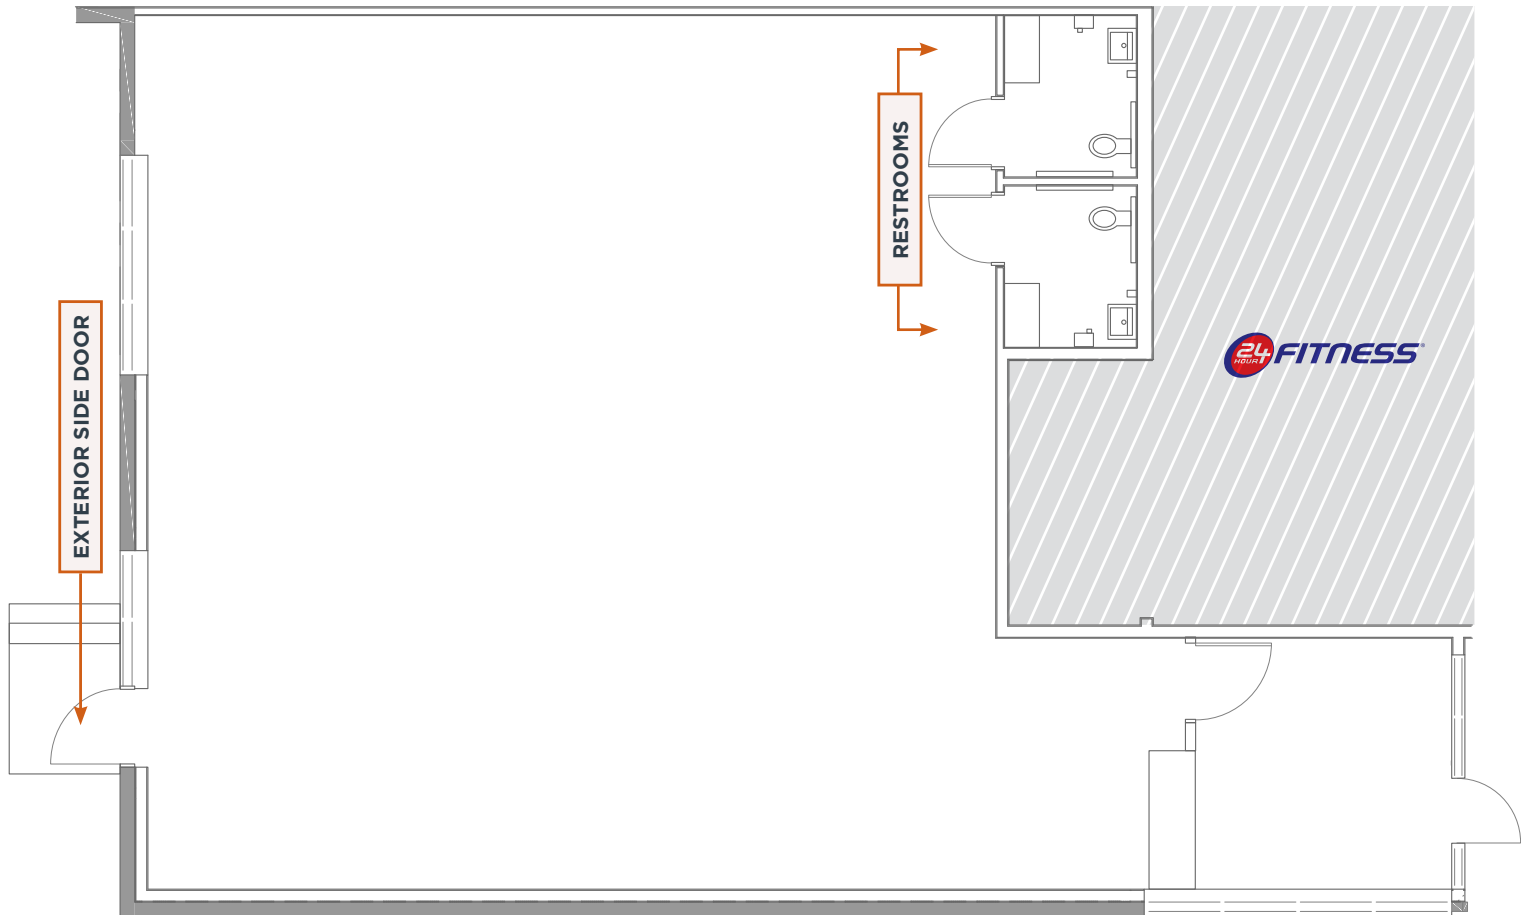 RESTROOMS
EXTERIOR SIDE DOOR
24
HOUR
FITNESS